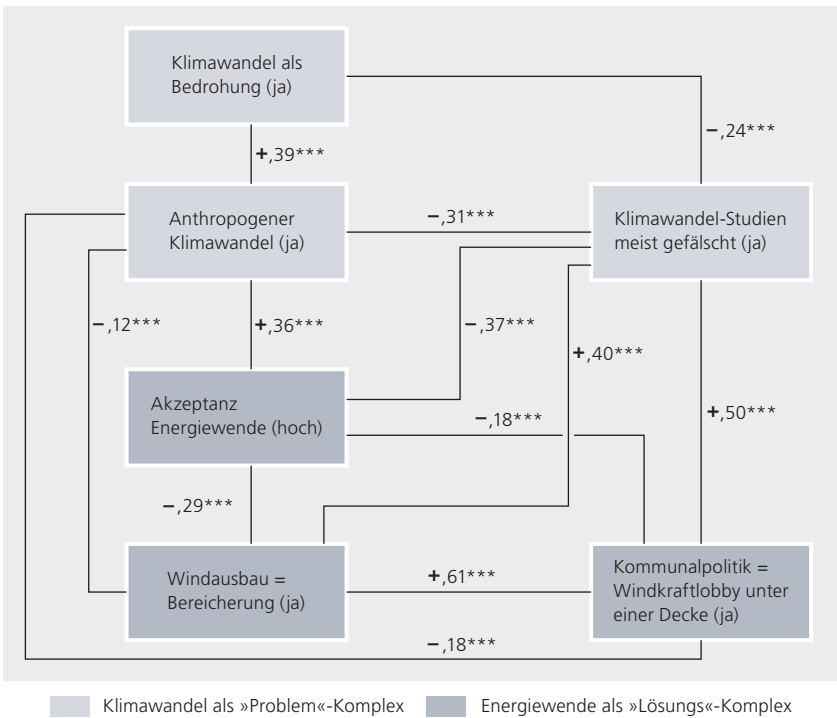 Klimawandel als
Bedrohung (ja)
−,24***
+,39***
Anthropogener
Klimawandel (ja)
−,31***
Klimawandel-Studien
meist gefälscht (ja)
−,12***
+,36***
−,37***
+,40***
Akzeptanz
Energiewende (hoch)
−,18***
+,50***
−,29***
Windausbau =
Bereicherung (ja)
+,61***
Kommunalpolitik =
Windkraftlobby unter
einer Decke (ja)
−,18***
Klimawandel als »Problem«-Komplex
Energiewende als »Lösungs«-Komplex